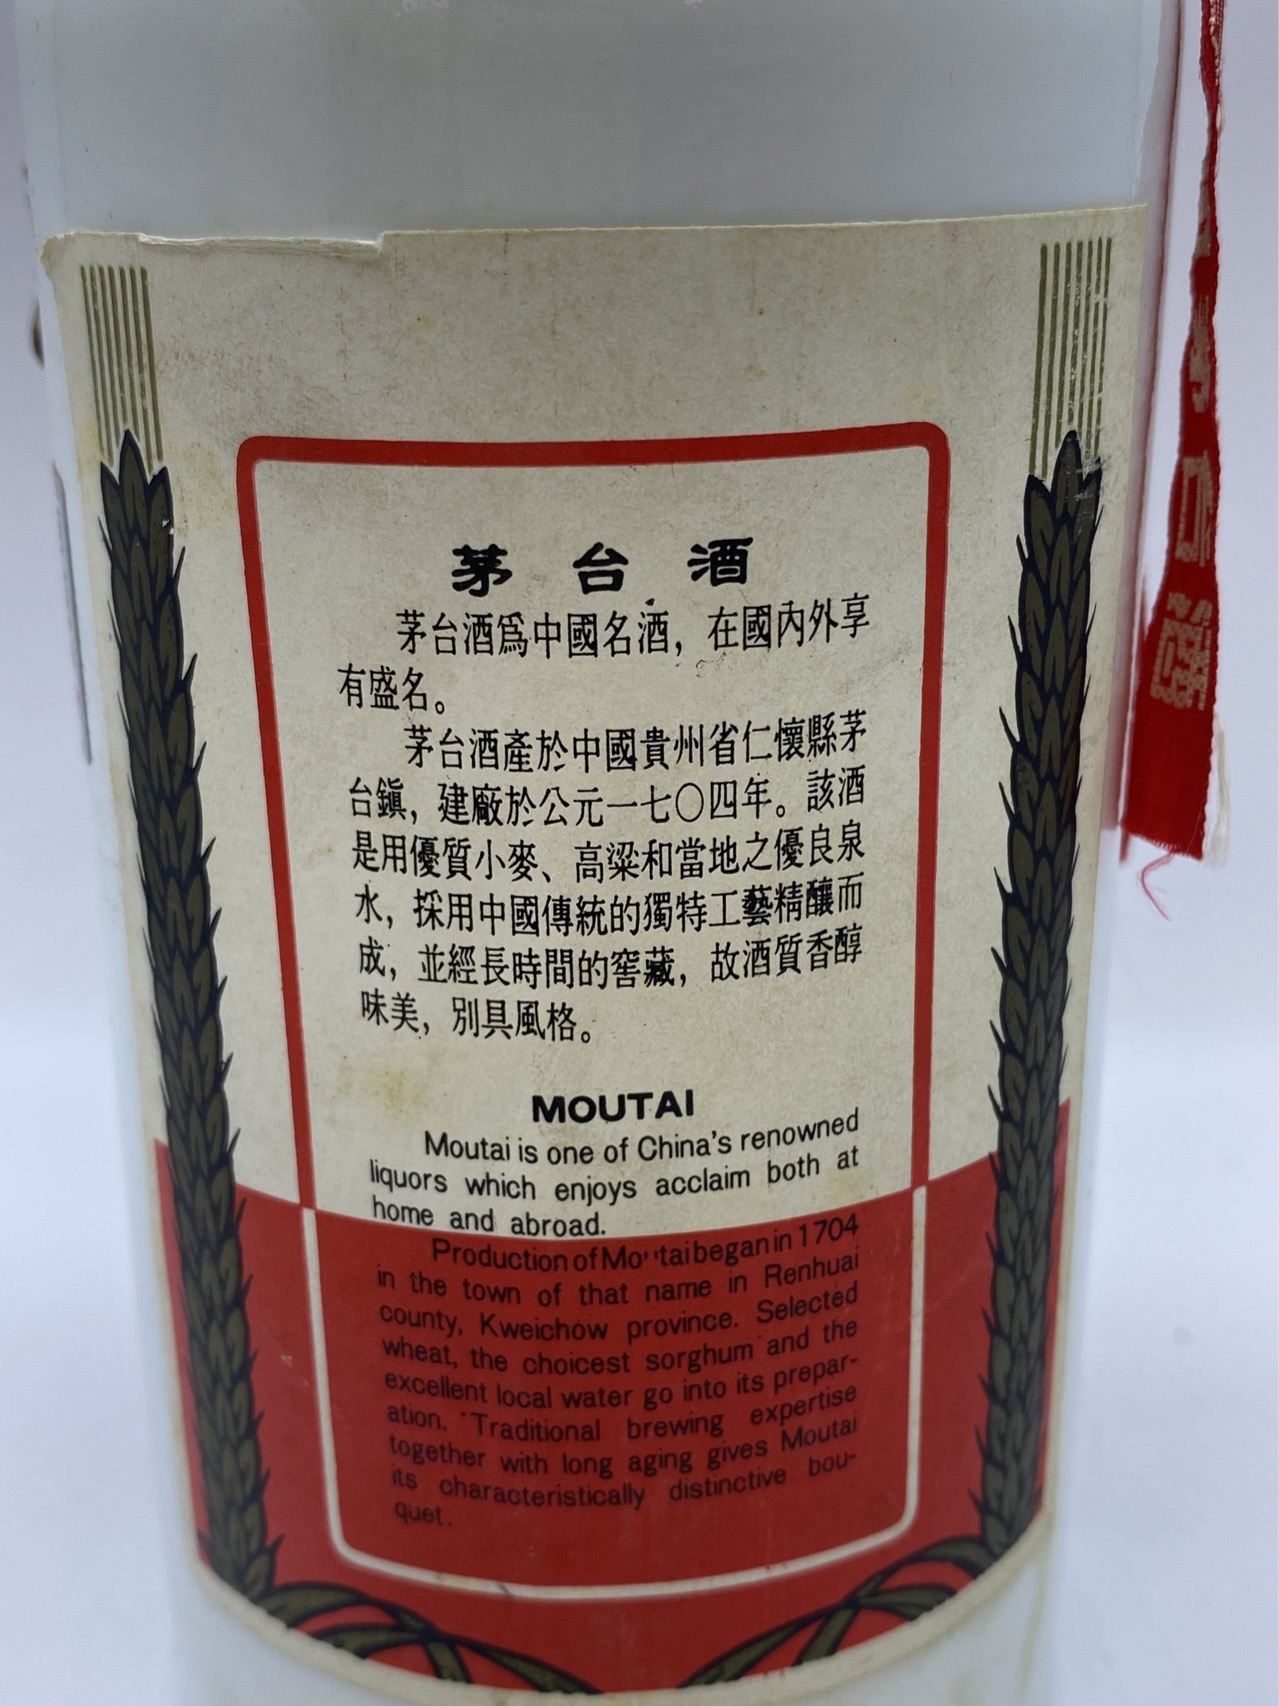 茅台酒
茅台酒爲中國名酒，在國內外享
有盛名。
茅台酒產於中國貴州省仁懷縣茅
台鎭，建廠於公元一七〇四年。該酒
是用優質小麥、高粱和當地之優良泉
水，採用中國傳統的獨特工藝精釀而
成，並經長時間的窖藏，故酒質香醇
味美，別具風格。
MOUTAI
Moutai is one of China's renowned
liquors which enjoys acclaim both at
home and abroad.
Production of Moutai began in 1704
in the town of that name in Renhuai
county, Kweichow province. Selected
wheat, the choicest sorghum and the
excellent local water go into its prepar-
ation. Traditional brewing expertise
together with long aging gives Moutai
its characteristically distinctive bou-
quet.